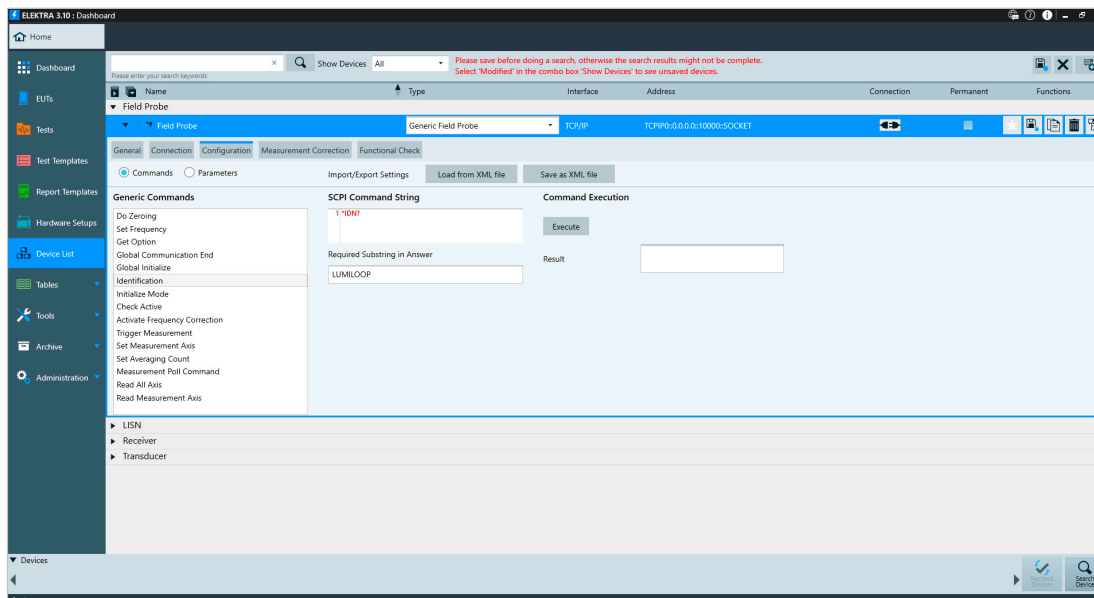 ELEKTRA 3.10 : Dashboard
Home
Dashboard
EUTs
Tests
Test Templates
Report Templates
Hardware Setups
Device List
Tables
Tools
Archive
Administration
Please enter your search keywords
Show Devices All
Please save before doing a search, otherwise the search results might not be complete.
Select 'Modified' in the combo box 'Show Devices' to see unsaved devices.
Name Type Interface Address Connection Permanent Functions
Field Probe
Field Probe Generic Field Probe TCP/IP TCPIP0::0.0.0.0::10000::SOCKET
General Connection Configuration Measurement Correction Functional Check
Commands Parameters Import/Export Settings Load from XML file Save as XML file
Generic Commands
Do Zeroing
Set Frequency
Get Option
Global Communication End
Global Initialize
Identification
Initialize Mode
Check Active
Activate Frequency Correction
Trigger Measurement
Set Measurement Axis
Set Averaging Count
Measurement Poll Command
Read All Axis
Read Measurement Axis
SCPI Command String
1 *IDN?
Required Substring in Answer
LUMILOOP
Command Execution
Execute
Result
LISN
Receiver
Transducer
Devices
Search
Device